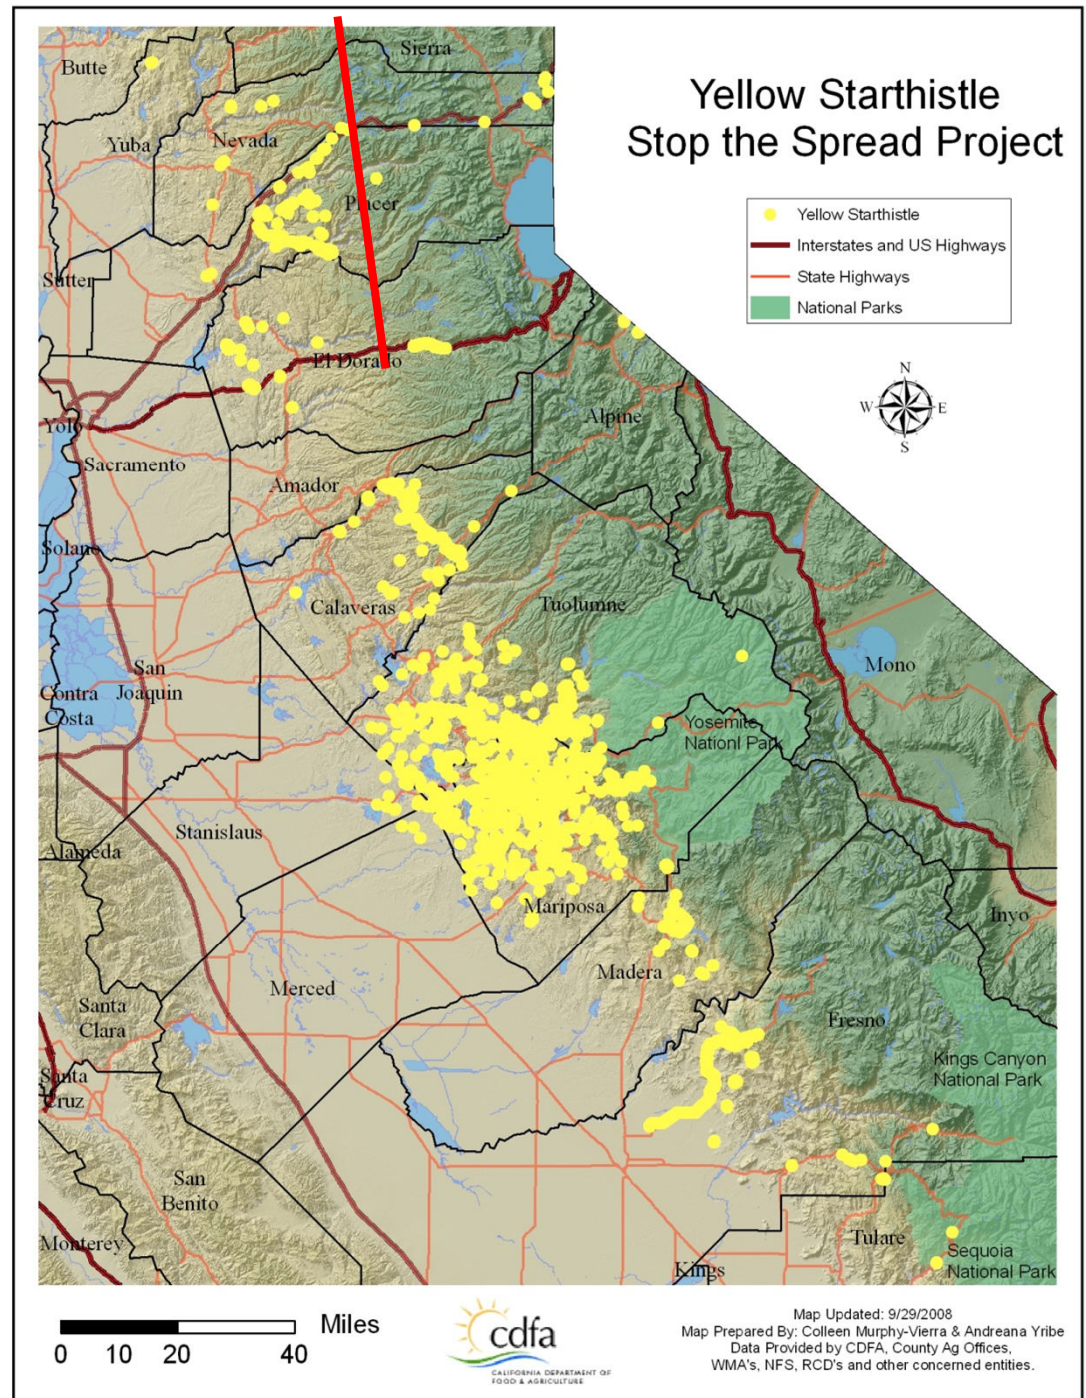 Yellow Starthistle
Stop the Spread Project
Yellow Starthistle
Interstates and US Highways
State Highways
National Parks
N
W E
S
Sierra
Butte
Yuba
Nevada
Placer
Sutter
El Dorado
Alpine
Yolo
Sacramento
Amador
Solano
Calaveras
Tuolumne
Mono
San
Joaquin
Contra
Costa
Yosemite
Nationl Park
Stanislaus
Alameda
Mariposa
Inyo
Madera
Merced
Santa
Clara
Fresno
Kings Canyon
National Park
Santa
Cruz
San
Benito
Tulare
Monterey
Kings
Sequoia
National Park
Miles
0 10 20 40
cdfa
CALIFORNIA DEPARTMENT OF
FOOD & AGRICULTURE
Map Updated: 9/29/2008
Map Prepared By: Colleen Murphy-Vierra & Andreana Yribe
Data Provided by CDFA, County Ag Offices,
WMA's, NFS, RCD's and other concerned entities.